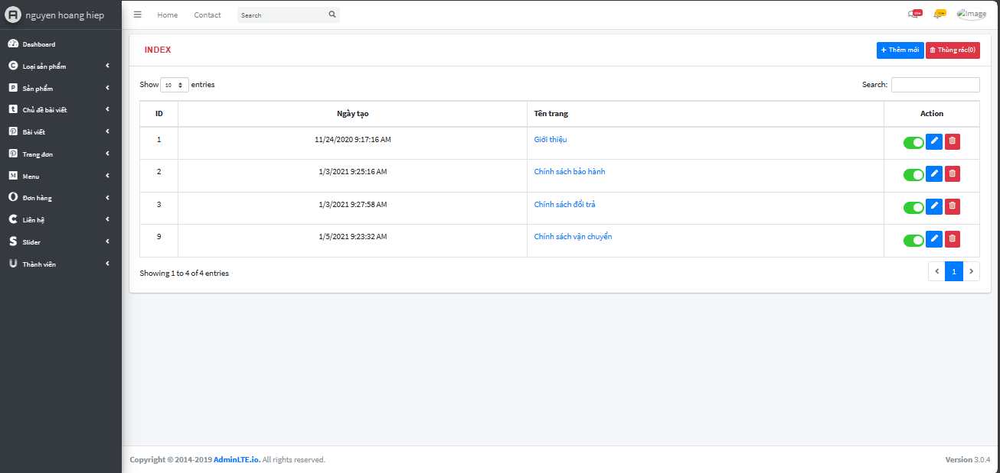 nguyen hoang hiep
Home Contact Search 99+ Image
Dashboard
Loại sản phẩm
Sản phẩm
Chủ đề bài viết
Bài viết
Trang đơn
Menu
Đơn hàng
Liên hệ
Slider
Thành viên
INDEX Thêm mới Thùng rác(0)
Show 10 entries Search:
ID Ngày tạo Tên trang Action
1 11/24/2020 9:17:16 AM Giới thiệu
2 1/3/2021 9:25:16 AM Chính sách bảo hành
3 1/3/2021 9:27:58 AM Chính sách đổi trả
9 1/5/2021 9:23:32 AM Chính sách vận chuyển
Showing 1 to 4 of 4 entries 1
Copyright © 2014-2019 AdminLTE.io. All rights reserved. Version 3.0.4